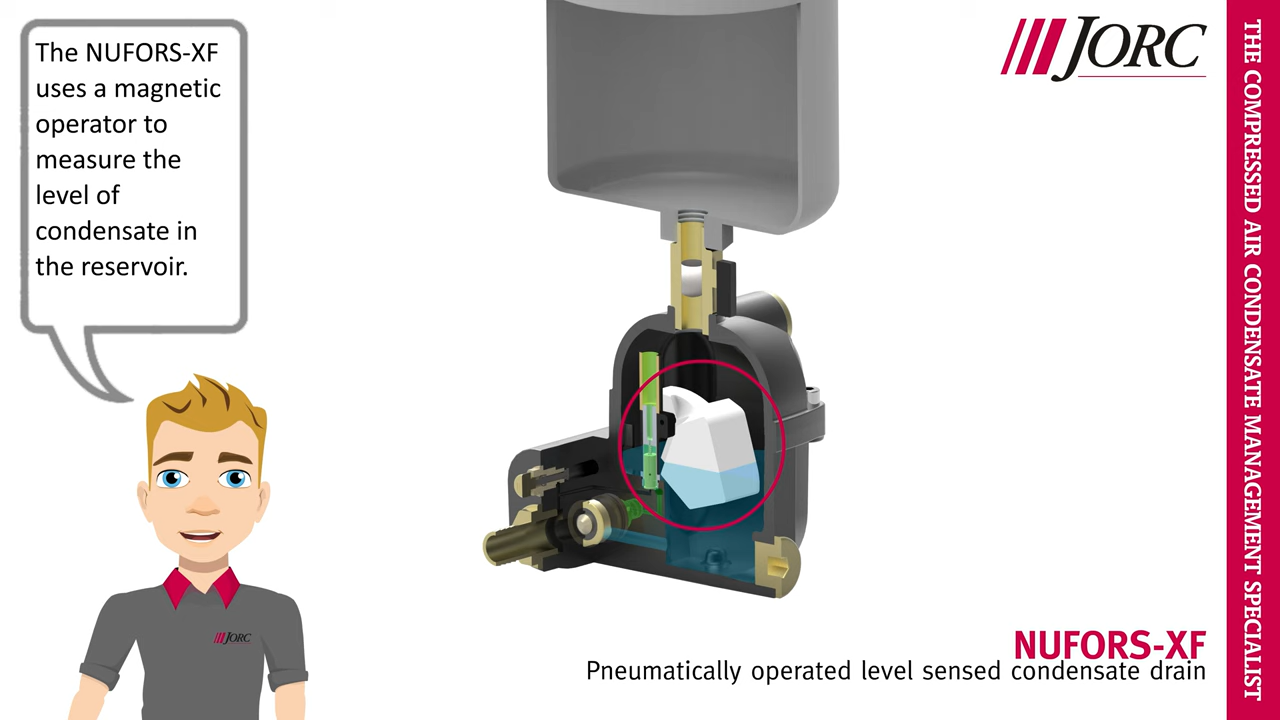 The NUFORS-XF
uses a magnetic
operator to
measure the
level of
condensate in
the reservoir.
JORC
THE COMPRESSED AIR CONDENSATE MANAGEMENT SPECIALIST
JORC
NUFORS-XF
Pneumatically operated level sensed condensate drain